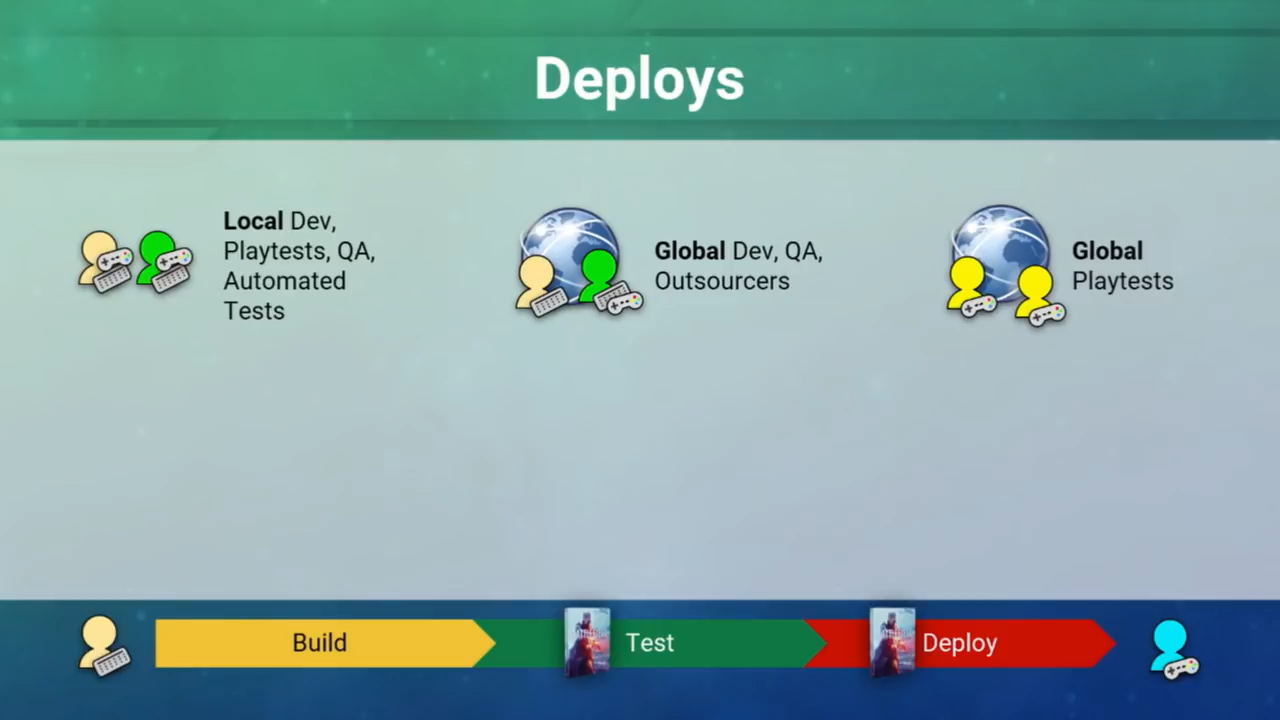 Deploys
Local Dev,
Playtests, QA,
Automated
Tests
Global Dev, QA,
Outsourcers
Global
Playtests
Build
Test
Deploy